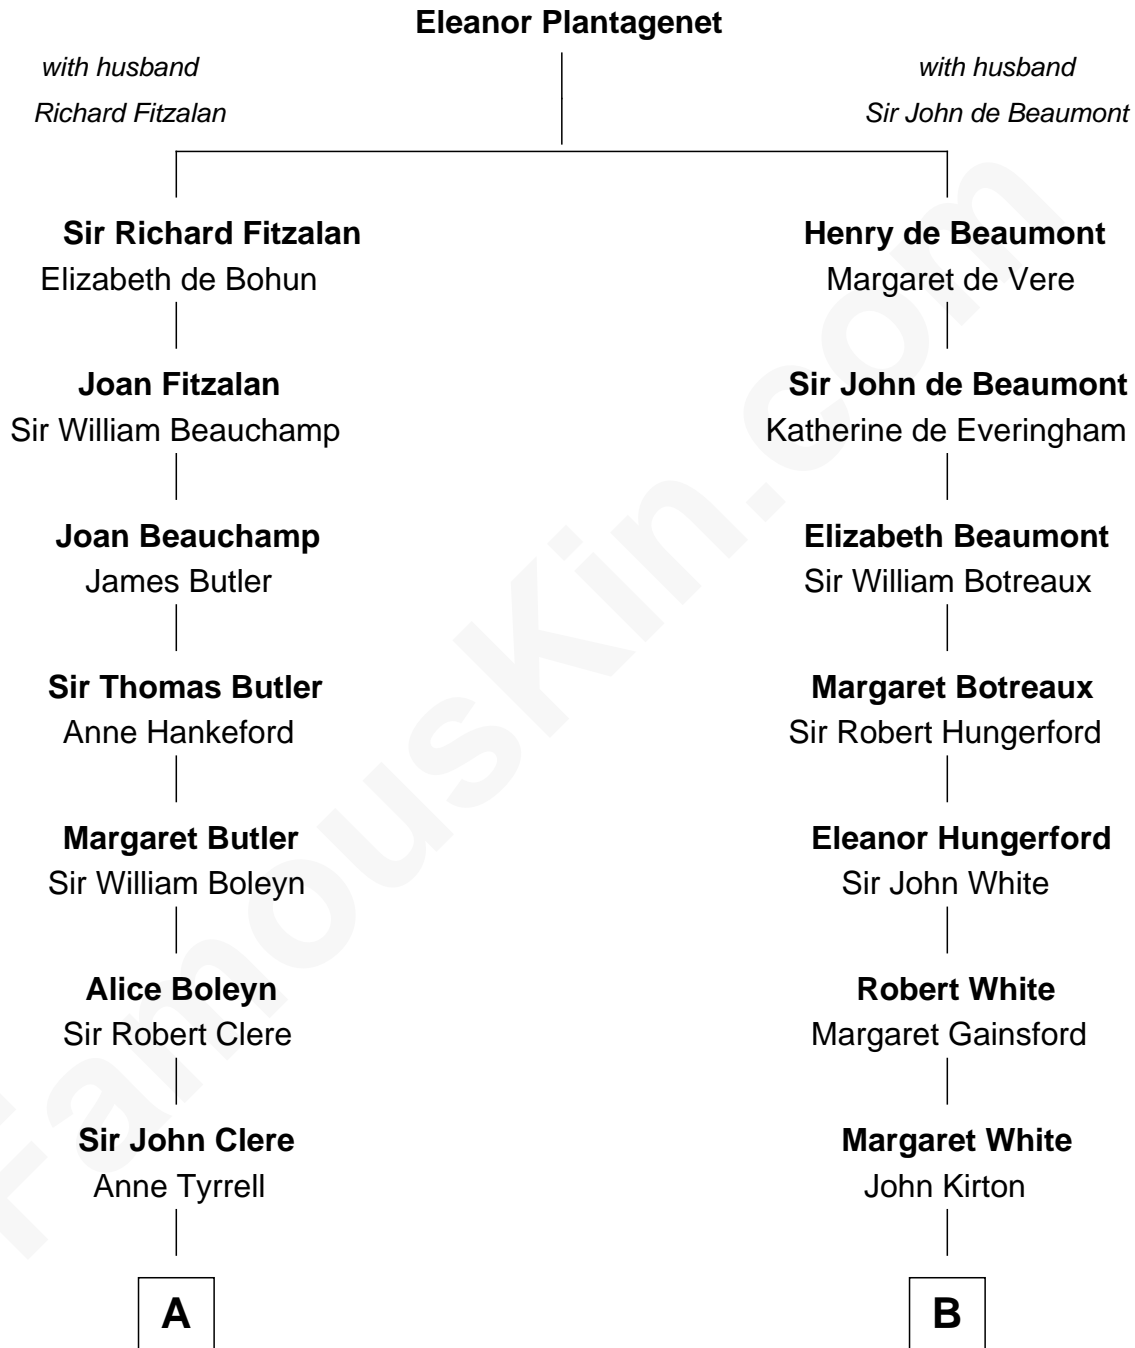 Eleanor Plantagenet
with husband
Richard Fitzalan
with husband
Sir John de Beaumont
Sir Richard Fitzalan
Elizabeth de Bohun
Henry de Beaumont
Margaret de Vere
Joan Fitzalan
Sir William Beauchamp
Sir John de Beaumont
Katherine de Everingham
Joan Beauchamp
James Butler
Elizabeth Beaumont
Sir William Botreaux
Sir Thomas Butler
Anne Hankeford
Margaret Botreaux
Sir Robert Hungerford
Margaret Butler
Sir William Boleyn
Eleanor Hungerford
Sir John White
Alice Boleyn
Sir Robert Clere
Robert White
Margaret Gainsford
Sir John Clere
Anne Tyrrell
Margaret White
John Kirton
A
B
FamousKin.com